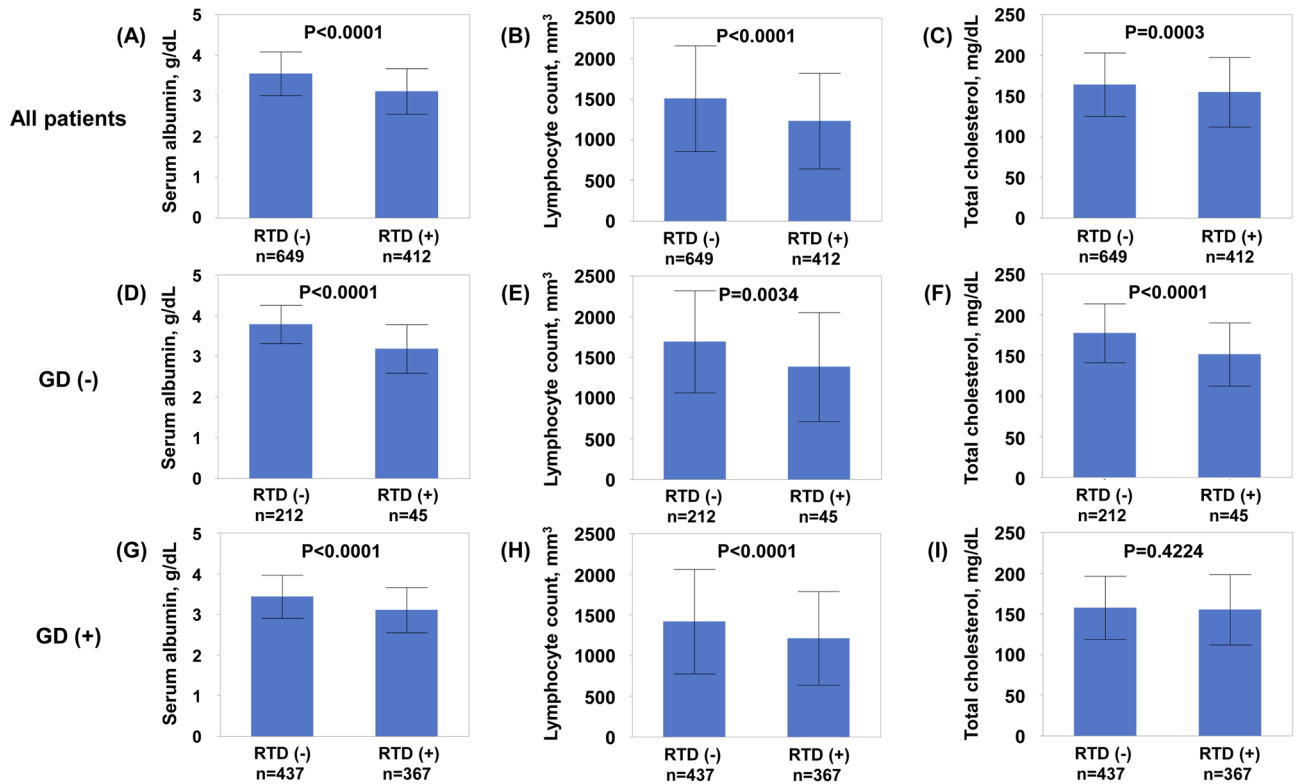 All patients
(A)
Serum albumin, g/dL
5
4
3
2
1
0
P<0.0001
RTD (-)
n=649
RTD (+)
n=412
(B)
Lymphocyte count, mm³
2500
2000
1500
1000
500
0
P<0.0001
RTD (-)
n=649
RTD (+)
n=412
(C)
Total cholesterol, mg/dL
250
200
150
100
50
0
P=0.0003
RTD (-)
n=649
RTD (+)
n=412
GD (-)
(D)
Serum albumin, g/dL
5
4
3
2
1
0
P<0.0001
RTD (-)
n=212
RTD (+)
n=45
(E)
Lymphocyte count, mm³
2500
2000
1500
1000
500
0
P=0.0034
RTD (-)
n=212
RTD (+)
n=45
(F)
Total cholesterol, mg/dL
250
200
150
100
50
0
P<0.0001
RTD (-)
n=212
RTD (+)
n=45
GD (+)
(G)
Serum albumin, g/dL
5
4
3
2
1
0
P<0.0001
RTD (-)
n=437
RTD (+)
n=367
(H)
Lymphocyte count, mm³
2500
2000
1500
1000
500
0
P<0.0001
RTD (-)
n=437
RTD (+)
n=367
(I)
Total cholesterol, mg/dL
250
200
150
100
50
0
P=0.4224
RTD (-)
n=437
RTD (+)
n=367